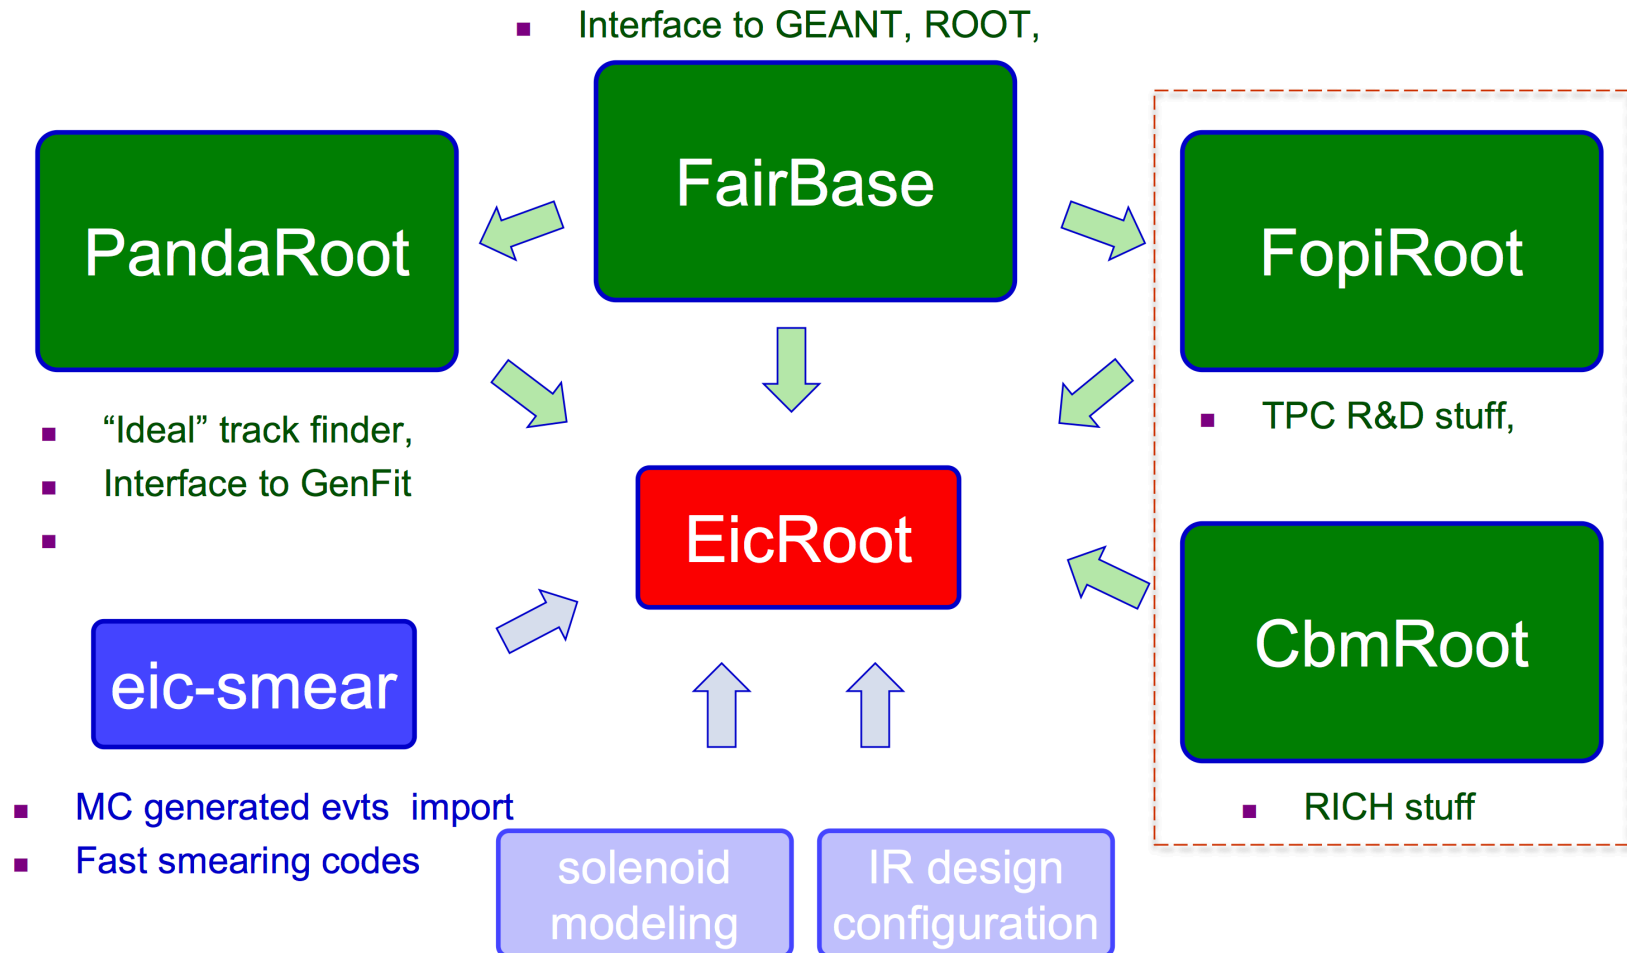 Interface to GEANT, ROOT,
FairBase
PandaRoot
FopiRoot
“Ideal” track finder,
Interface to GenFit
TPC R&D stuff,
EicRoot
CbmRoot
eic-smear
MC generated evts import
Fast smearing codes
RICH stuff
solenoid
modeling
IR design
configuration